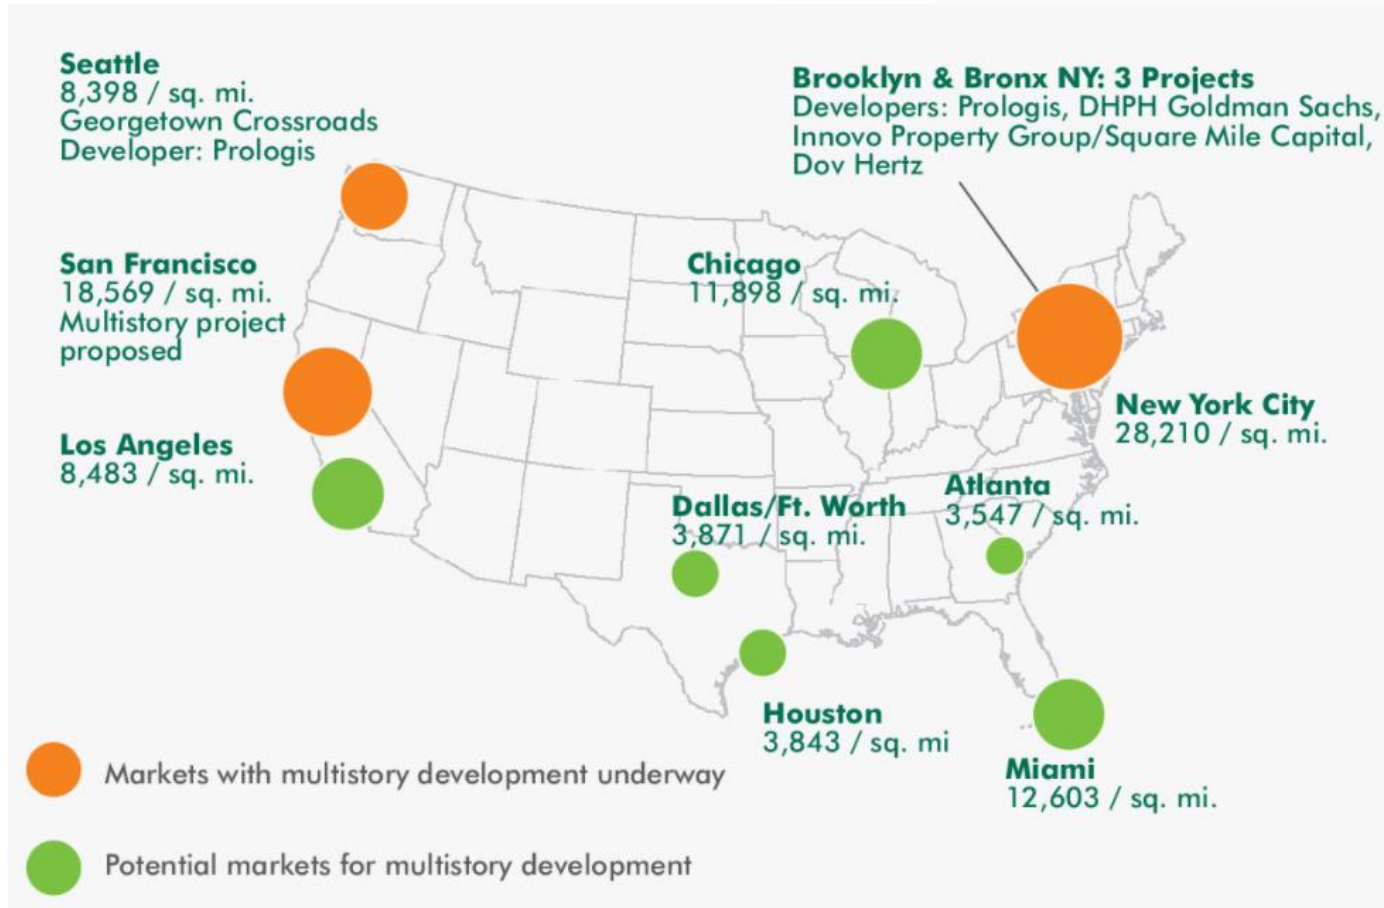 Seattle
8,398 / sq. mi.
Georgetown Crossroads
Developer: Prologis
Brooklyn & Bronx NY: 3 Projects
Developers: Prologis, DHPH Goldman Sachs,
Innovo Property Group/Square Mile Capital,
Dov Hertz
San Francisco
18,569 / sq. mi.
Multistory project
proposed
Chicago
11,898 / sq. mi.
New York City
28,210 / sq. mi.
Los Angeles
8,483 / sq. mi.
Dallas/Ft. Worth
3,871 / sq. mi.
Atlanta
3,547 / sq. mi.
Houston
3,843 / sq. mi
Miami
12,603 / sq. mi.
Markets with multistory development underway
Potential markets for multistory development